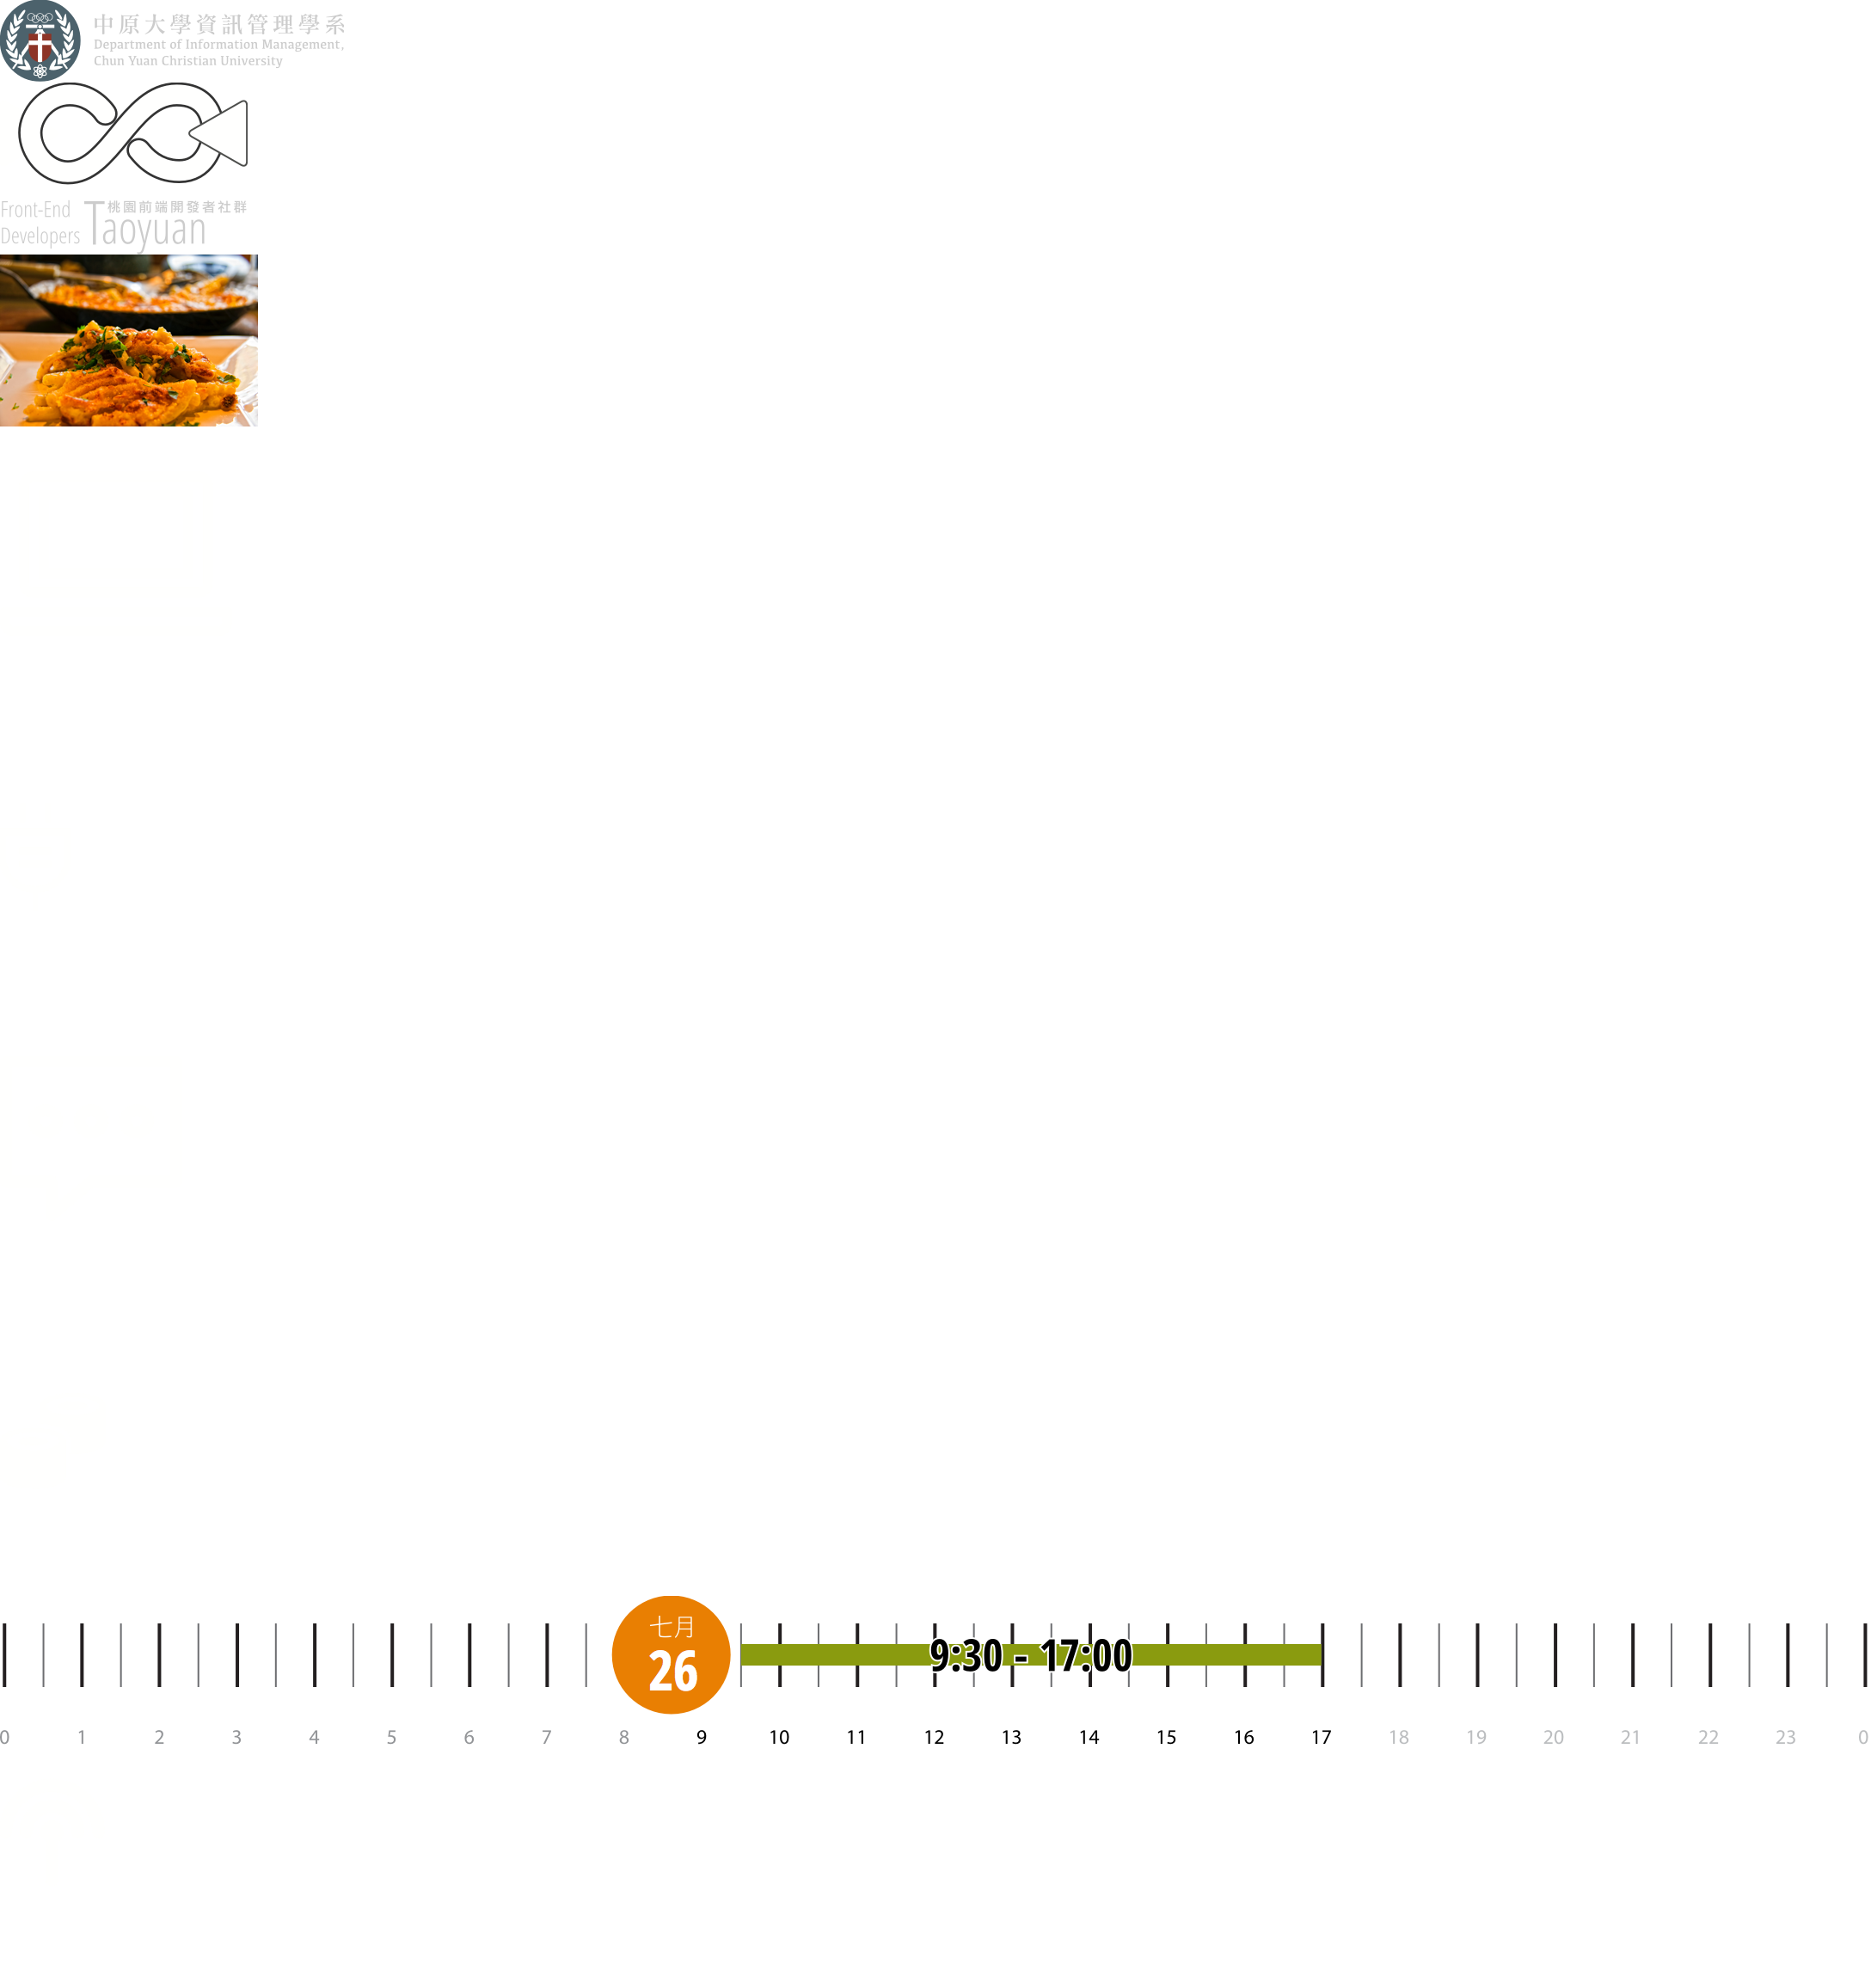 中原大學資訊管理學系
Department of Information Management,
Chun Yuan Christian University
Front-End
Developers
Taoyuan
桃園前端開發者社群
七月
26
9:30 - 17:00
0 1 2 3 4 5 6 7 8 9 10 11 12 13 14 15 16 17 18 19 20 21 22 23 0